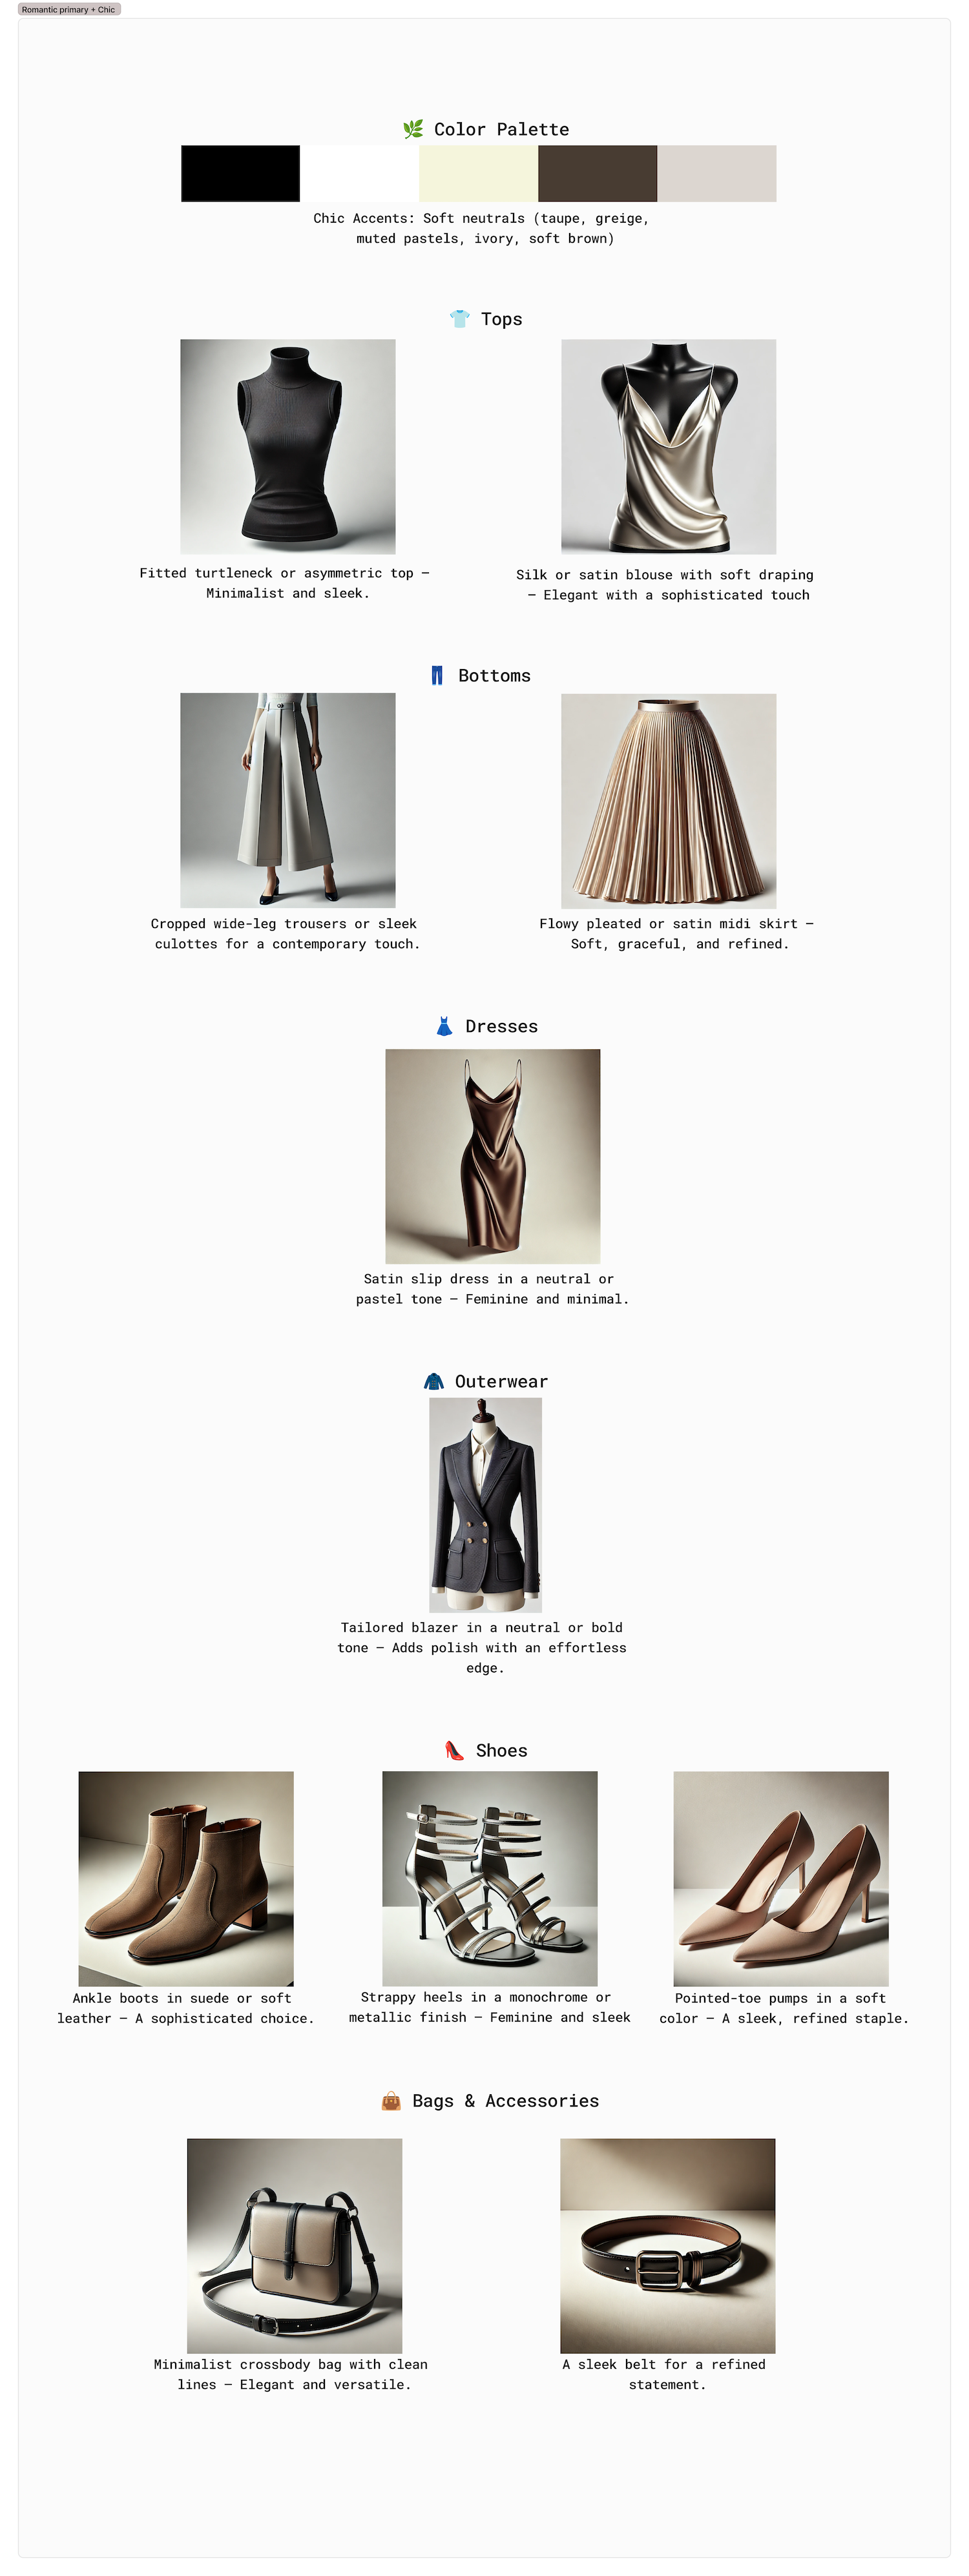 Romantic primary + Chic
🌿 Color Palette
Chic Accents: Soft neutrals (taupe, greige,
muted pastels, ivory, soft brown)
👕 Tops
Fitted turtleneck or asymmetric top –
Minimalist and sleek.
Silk or satin blouse with soft draping
– Elegant with a sophisticated touch
👖 Bottoms
Cropped wide-leg trousers or sleek
culottes for a contemporary touch.
Flowy pleated or satin midi skirt –
Soft, graceful, and refined.
👗 Dresses
Satin slip dress in a neutral or
pastel tone – Feminine and minimal.
🧥 Outerwear
Tailored blazer in a neutral or bold
tone – Adds polish with an effortless
edge.
👠 Shoes
Ankle boots in suede or soft
leather – A sophisticated choice.
Strappy heels in a monochrome or
metallic finish – Feminine and sleek
Pointed-toe pumps in a soft
color – A sleek, refined staple.
👜 Bags & Accessories
Minimalist crossbody bag with clean
lines – Elegant and versatile.
A sleek belt for a refined
statement.